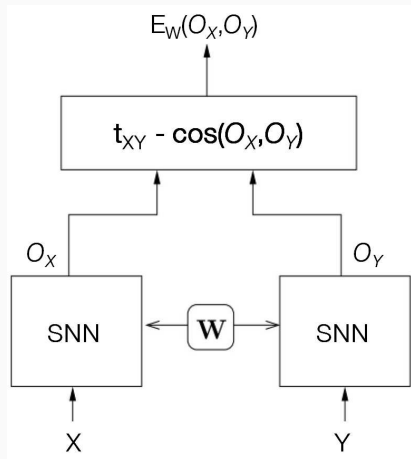 E_W(O_X,O_Y)
t_XY - cos(O_X,O_Y)
O_X O_Y
SNN W SNN
X Y